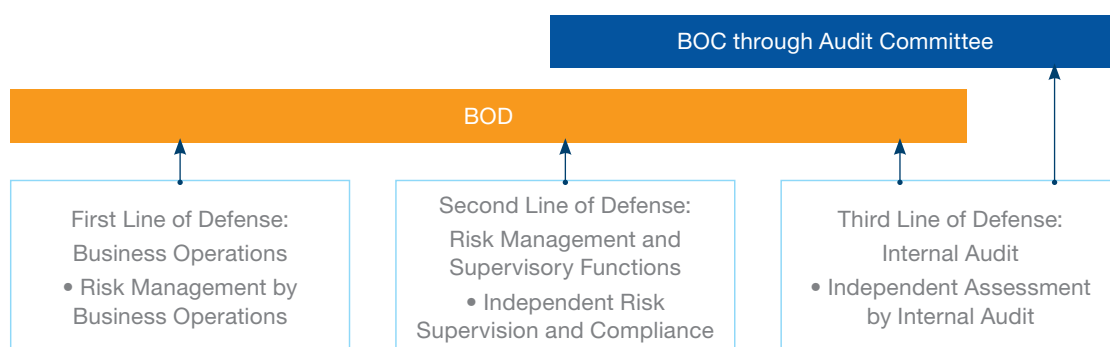 BOC through Audit Committee
BOD
First Line of Defense:
Business Operations
• Risk Management by
Business Operations
Second Line of Defense:
Risk Management and
Supervisory Functions
• Independent Risk
Supervision and Compliance
Third Line of Defense:
Internal Audit
• Independent Assessment
by Internal Audit